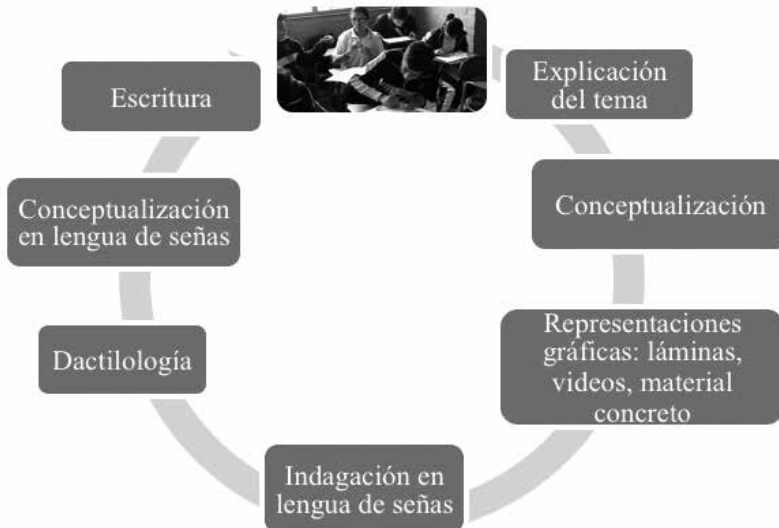 Explicación
del tema
Conceptualización
Representaciones
gráficas: láminas,
videos, material
concreto
Indagación en
lengua de señas
Dactilología
Conceptualización
en lengua de señas
Escritura